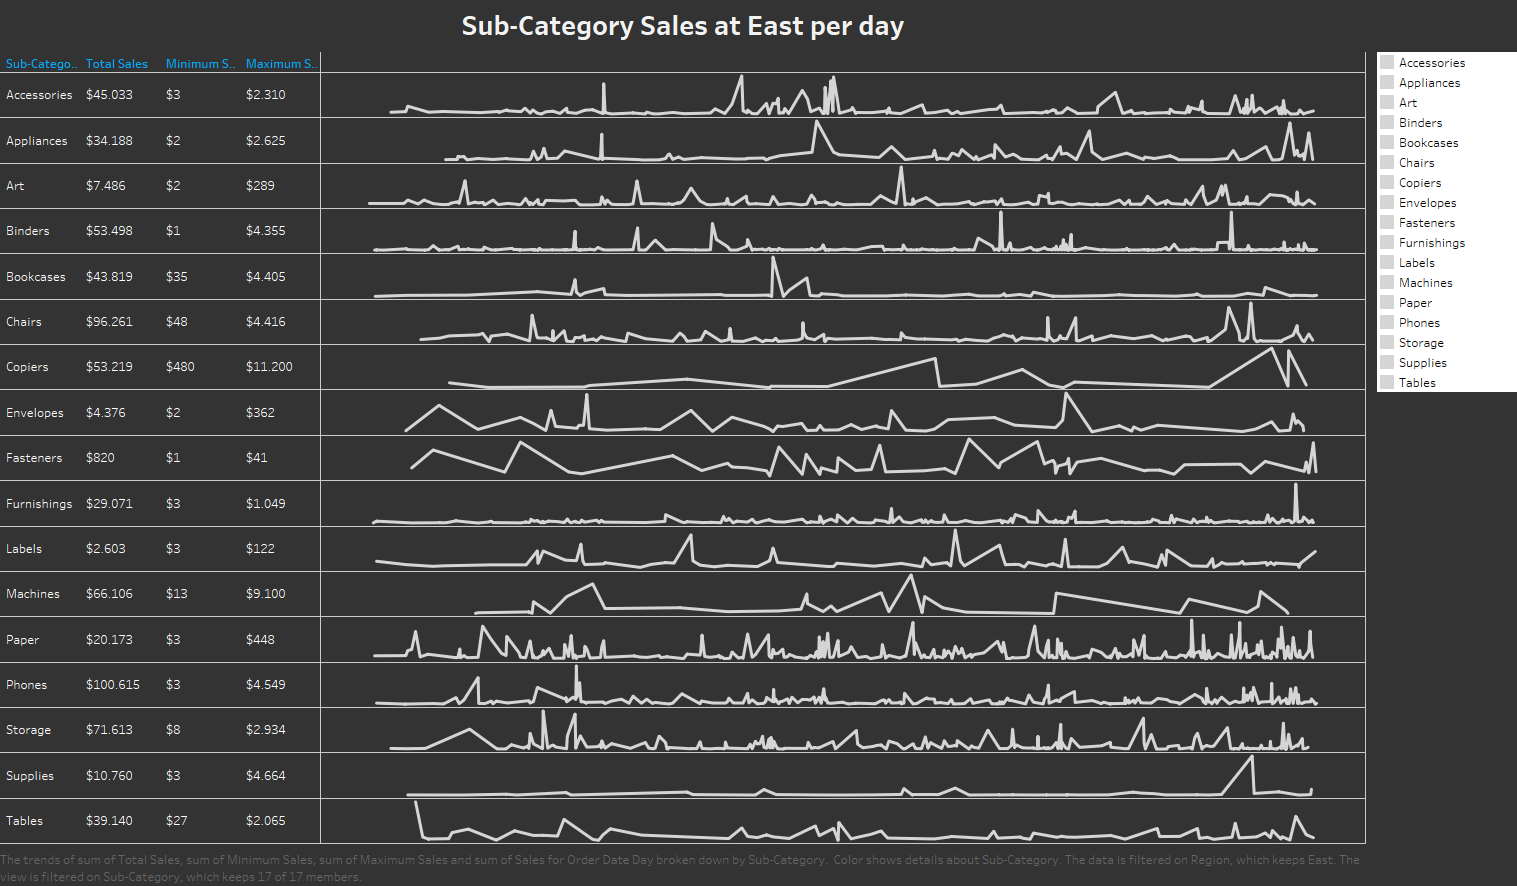 Sub-Category Sales at East per day
Sub-Catego.. Total Sales Minimum S.. Maximum S..
Accessories $45.033 $3 $2.310
Appliances $34.188 $2 $2.625
Art $7.486 $2 $289
Binders $53.498 $1 $4.355
Bookcases $43.819 $35 $4.405
Chairs $96.261 $48 $4.416
Copiers $53.219 $480 $11.200
Envelopes $4.376 $2 $362
Fasteners $820 $1 $41
Furnishings $29.071 $3 $1.049
Labels $2.603 $3 $122
Machines $66.106 $13 $9.100
Paper $20.173 $3 $448
Phones $100.615 $3 $4.549
Storage $71.613 $8 $2.934
Supplies $10.760 $3 $4.664
Tables $39.140 $27 $2.065
Accessories
Appliances
Art
Binders
Bookcases
Chairs
Copiers
Envelopes
Fasteners
Furnishings
Labels
Machines
Paper
Phones
Storage
Supplies
Tables
The trends of sum of Total Sales, sum of Minimum Sales, sum of Maximum Sales and sum of Sales for Order Date Day broken down by Sub-Category.  Color shows details about Sub-Category. The data is filtered on Region, which keeps East. The
view is filtered on Sub-Category, which keeps 17 of 17 members.